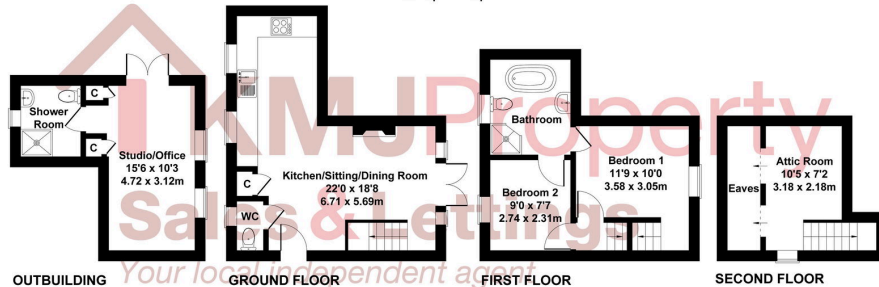 KMJ Property
Sales & Lettings
Your local independent agent
Shower
Room
C
C
Studio/Office
15'6 x 10'3
4.72 x 3.12m
OUTBUILDING
Kitchen/Sitting/Dining Room
22'0 x 18'8
6.71 x 5.69m
C
WC
GROUND FLOOR
Bathroom
Bedroom 1
11'9 x 10'0
3.58 x 3.05m
Bedroom 2
9'0 x 7'7
2.74 x 2.31m
FIRST FLOOR
Eaves
Attic Room
10'5 x 7'2
3.18 x 2.18m
SECOND FLOOR